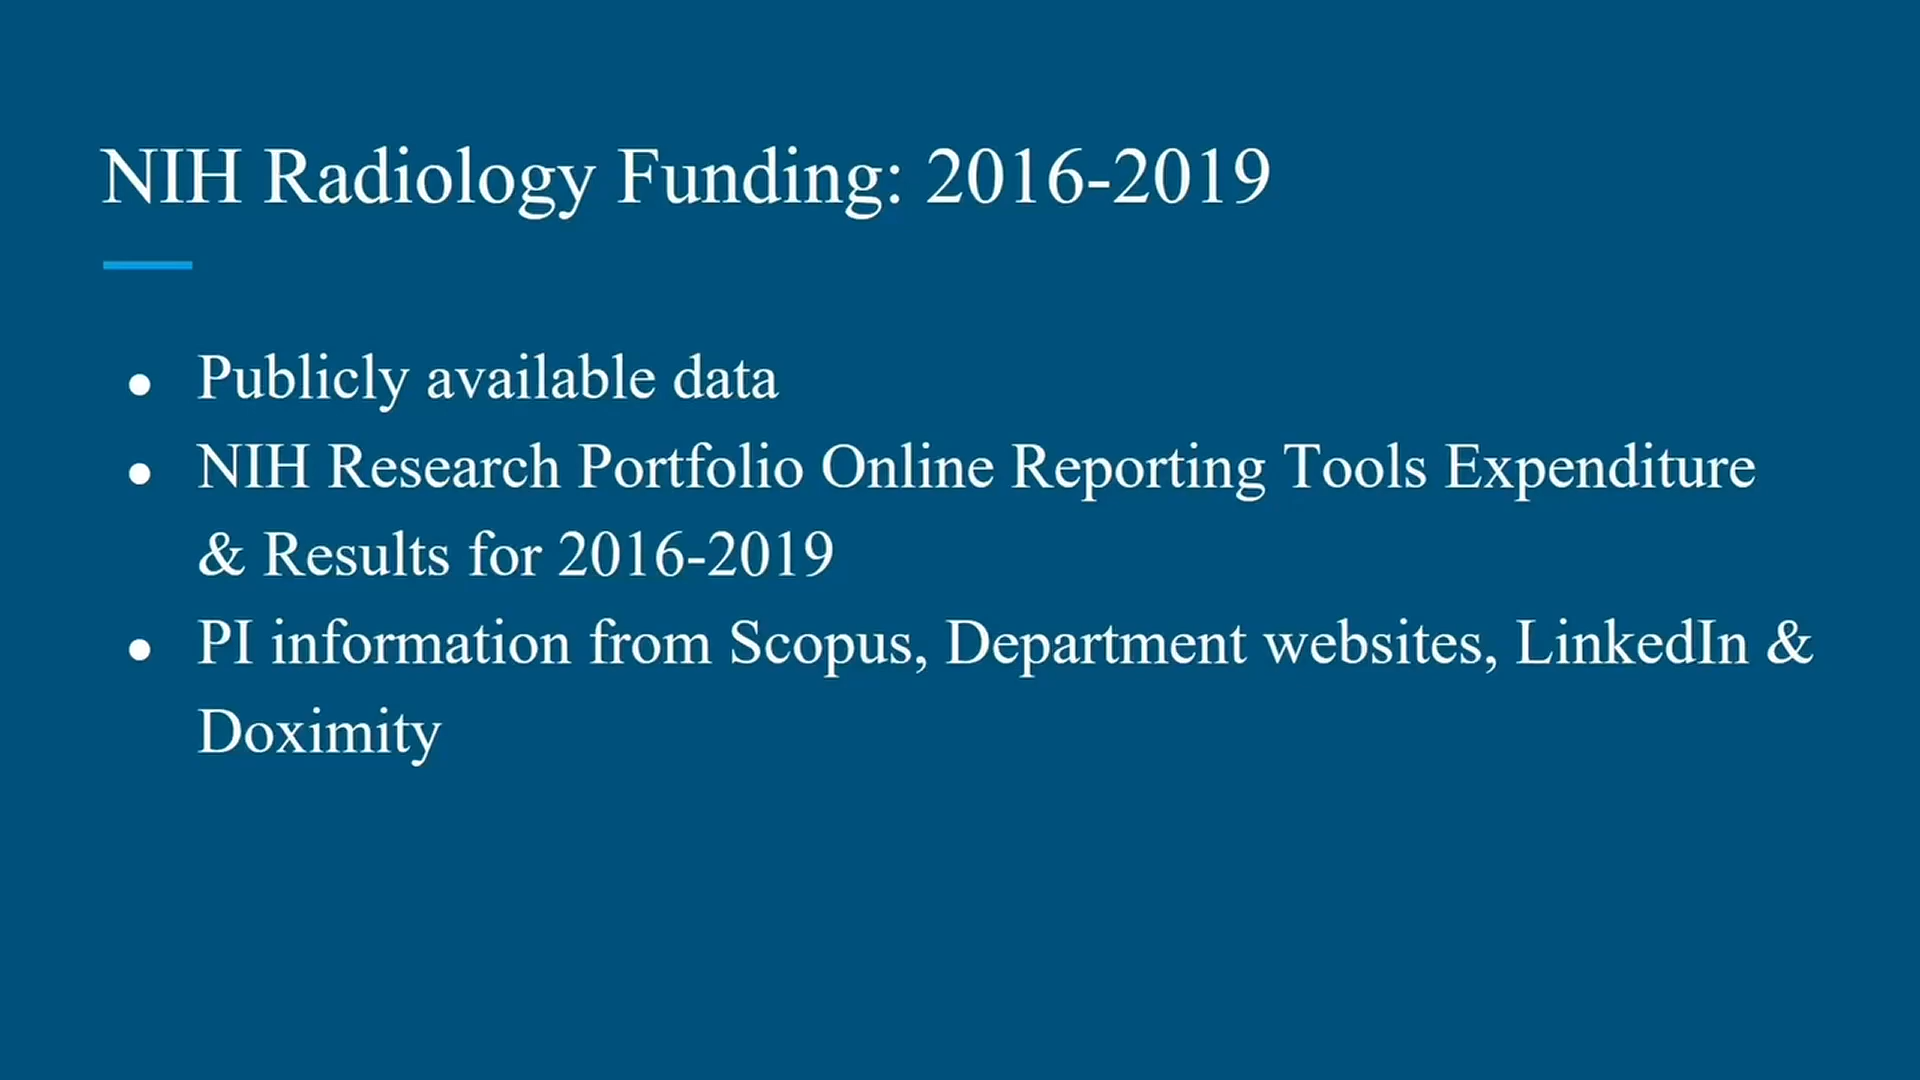 NIH Radiology Funding: 2016-2019
● Publicly available data
● NIH Research Portfolio Online Reporting Tools Expenditure
& Results for 2016-2019
● PI information from Scopus, Department websites, LinkedIn &
Doximity